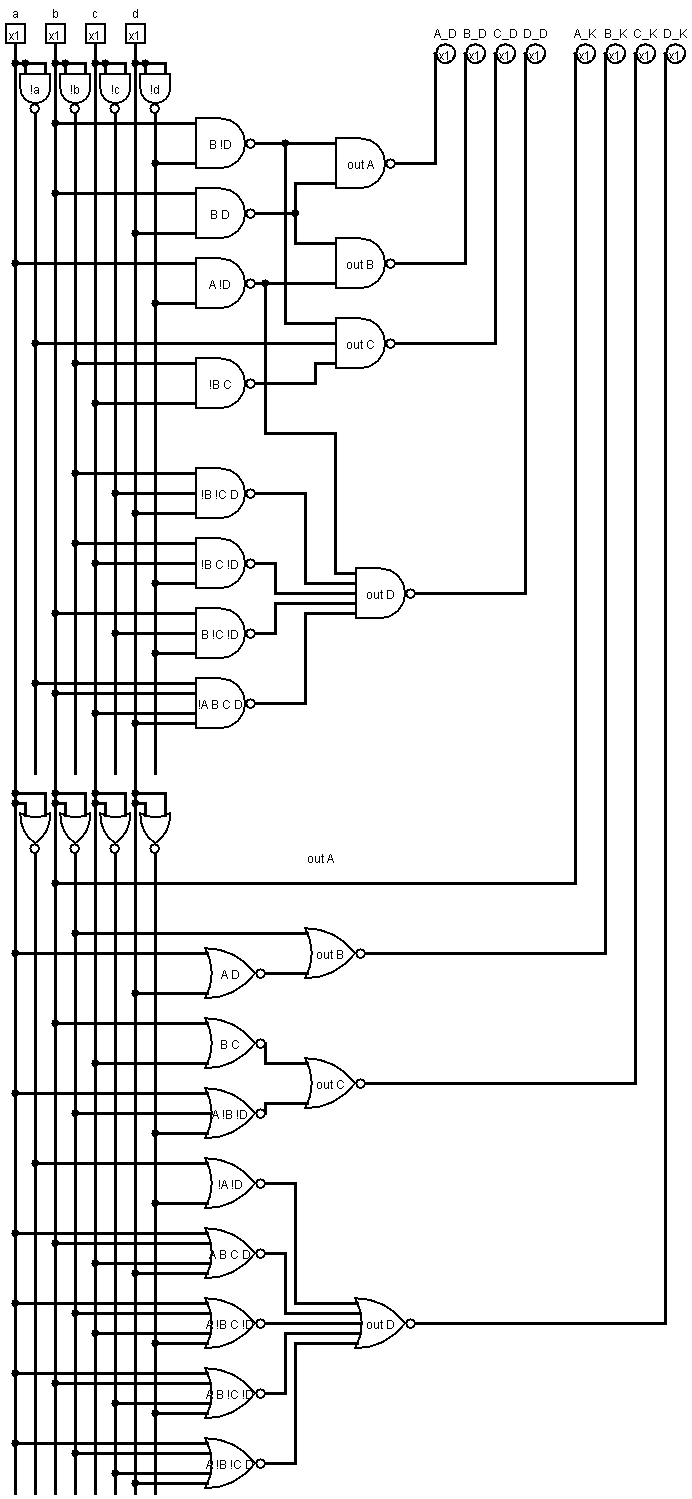 a b c d
A_D B_D C_D D_D A_K B_K C_K D_K
x1 x1 x1 x1 x1 x1 x1 x1 x1 x1 x1 x1
!a !b !c !d
B !D
out A
B D
out B
A !D
out C
!B C
!B !C D
!B C !D
out D
B !C !D
!A B C D
out A
out B
A D
B C
out C
A !B !D
!A !D
A B C D
A !B C !D
out D
A B !C !D
A !B !C D